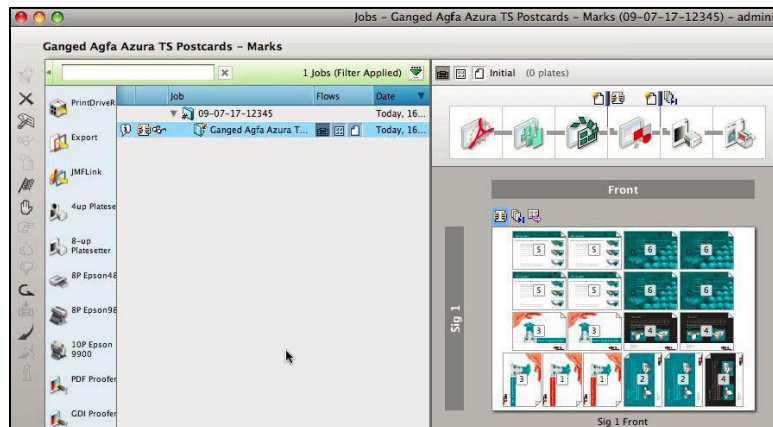 Jobs – Ganged Agfa Azura TS Postcards – Marks (09-07-17-12345) – admini
Ganged Agfa Azura TS Postcards – Marks
1 Jobs (Filter Applied)
Initial (0 plates)
Job Flows Date
09-07-17-12345 Today, 16...
Ganged Agfa Azura T... Today, 16...
PrintDriveR
Export
JMFLink
4up Platese
8-up
Platesetter
8P Epson48
8P Epson98
10P Epson
9900
PDF Proofer
GDI Proofer
Front
Sig 1
5 5 6 6
5 5 6 6
3 3 4 4
3 1 1 2 2 4
Sig 1 Front